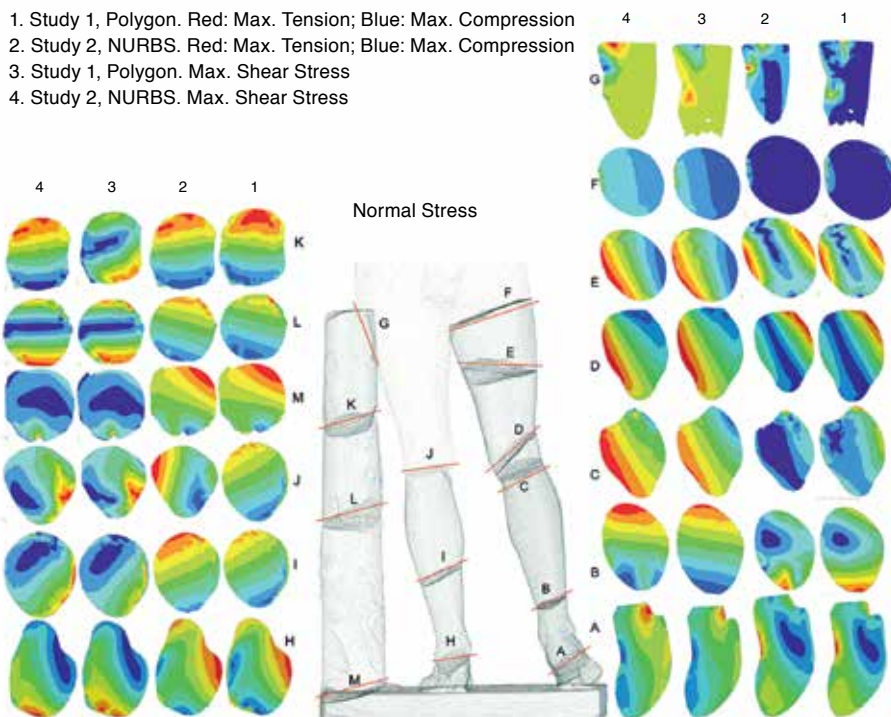 1. Study 1, Polygon. Red: Max. Tension; Blue: Max. Compression
2. Study 2, NURBS. Red: Max. Tension; Blue: Max. Compression
3. Study 1, Polygon. Max. Shear Stress
4. Study 2, NURBS. Max. Shear Stress
4 3 2 1
G
F
E
D
C
B
A
4 3 2 1
K
L
M
J
I
H
Normal Stress
F
G
E
K
D
J
C
L
I
B
H
A
M